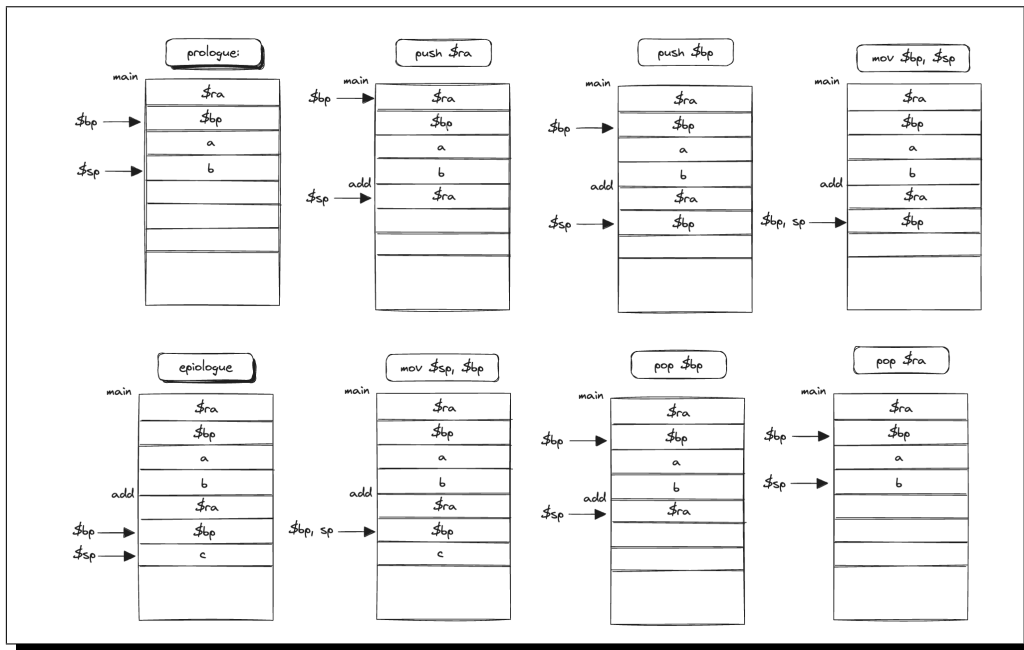 prologue:
main
$ra
$bp
$bp
a
$sp
b
push $ra
main
$bp
$ra
$bp
a
b
add
$sp
$ra
push $bp
main
$ra
$bp
$bp
a
b
add
$ra
$sp
$bp
mov $bp, $sp
main
$ra
$bp
a
b
add
$ra
$bp, sp
$bp
epiologue
main
$ra
$bp
a
b
add
$ra
$bp
$bp
$sp
c
mov $sp, $bp
main
$ra
$bp
a
b
add
$ra
$bp, sp
$bp
c
pop $bp
main
$ra
$bp
$bp
a
b
add
$sp
$ra
pop $ra
main
$ra
$bp
$bp
a
$sp
b